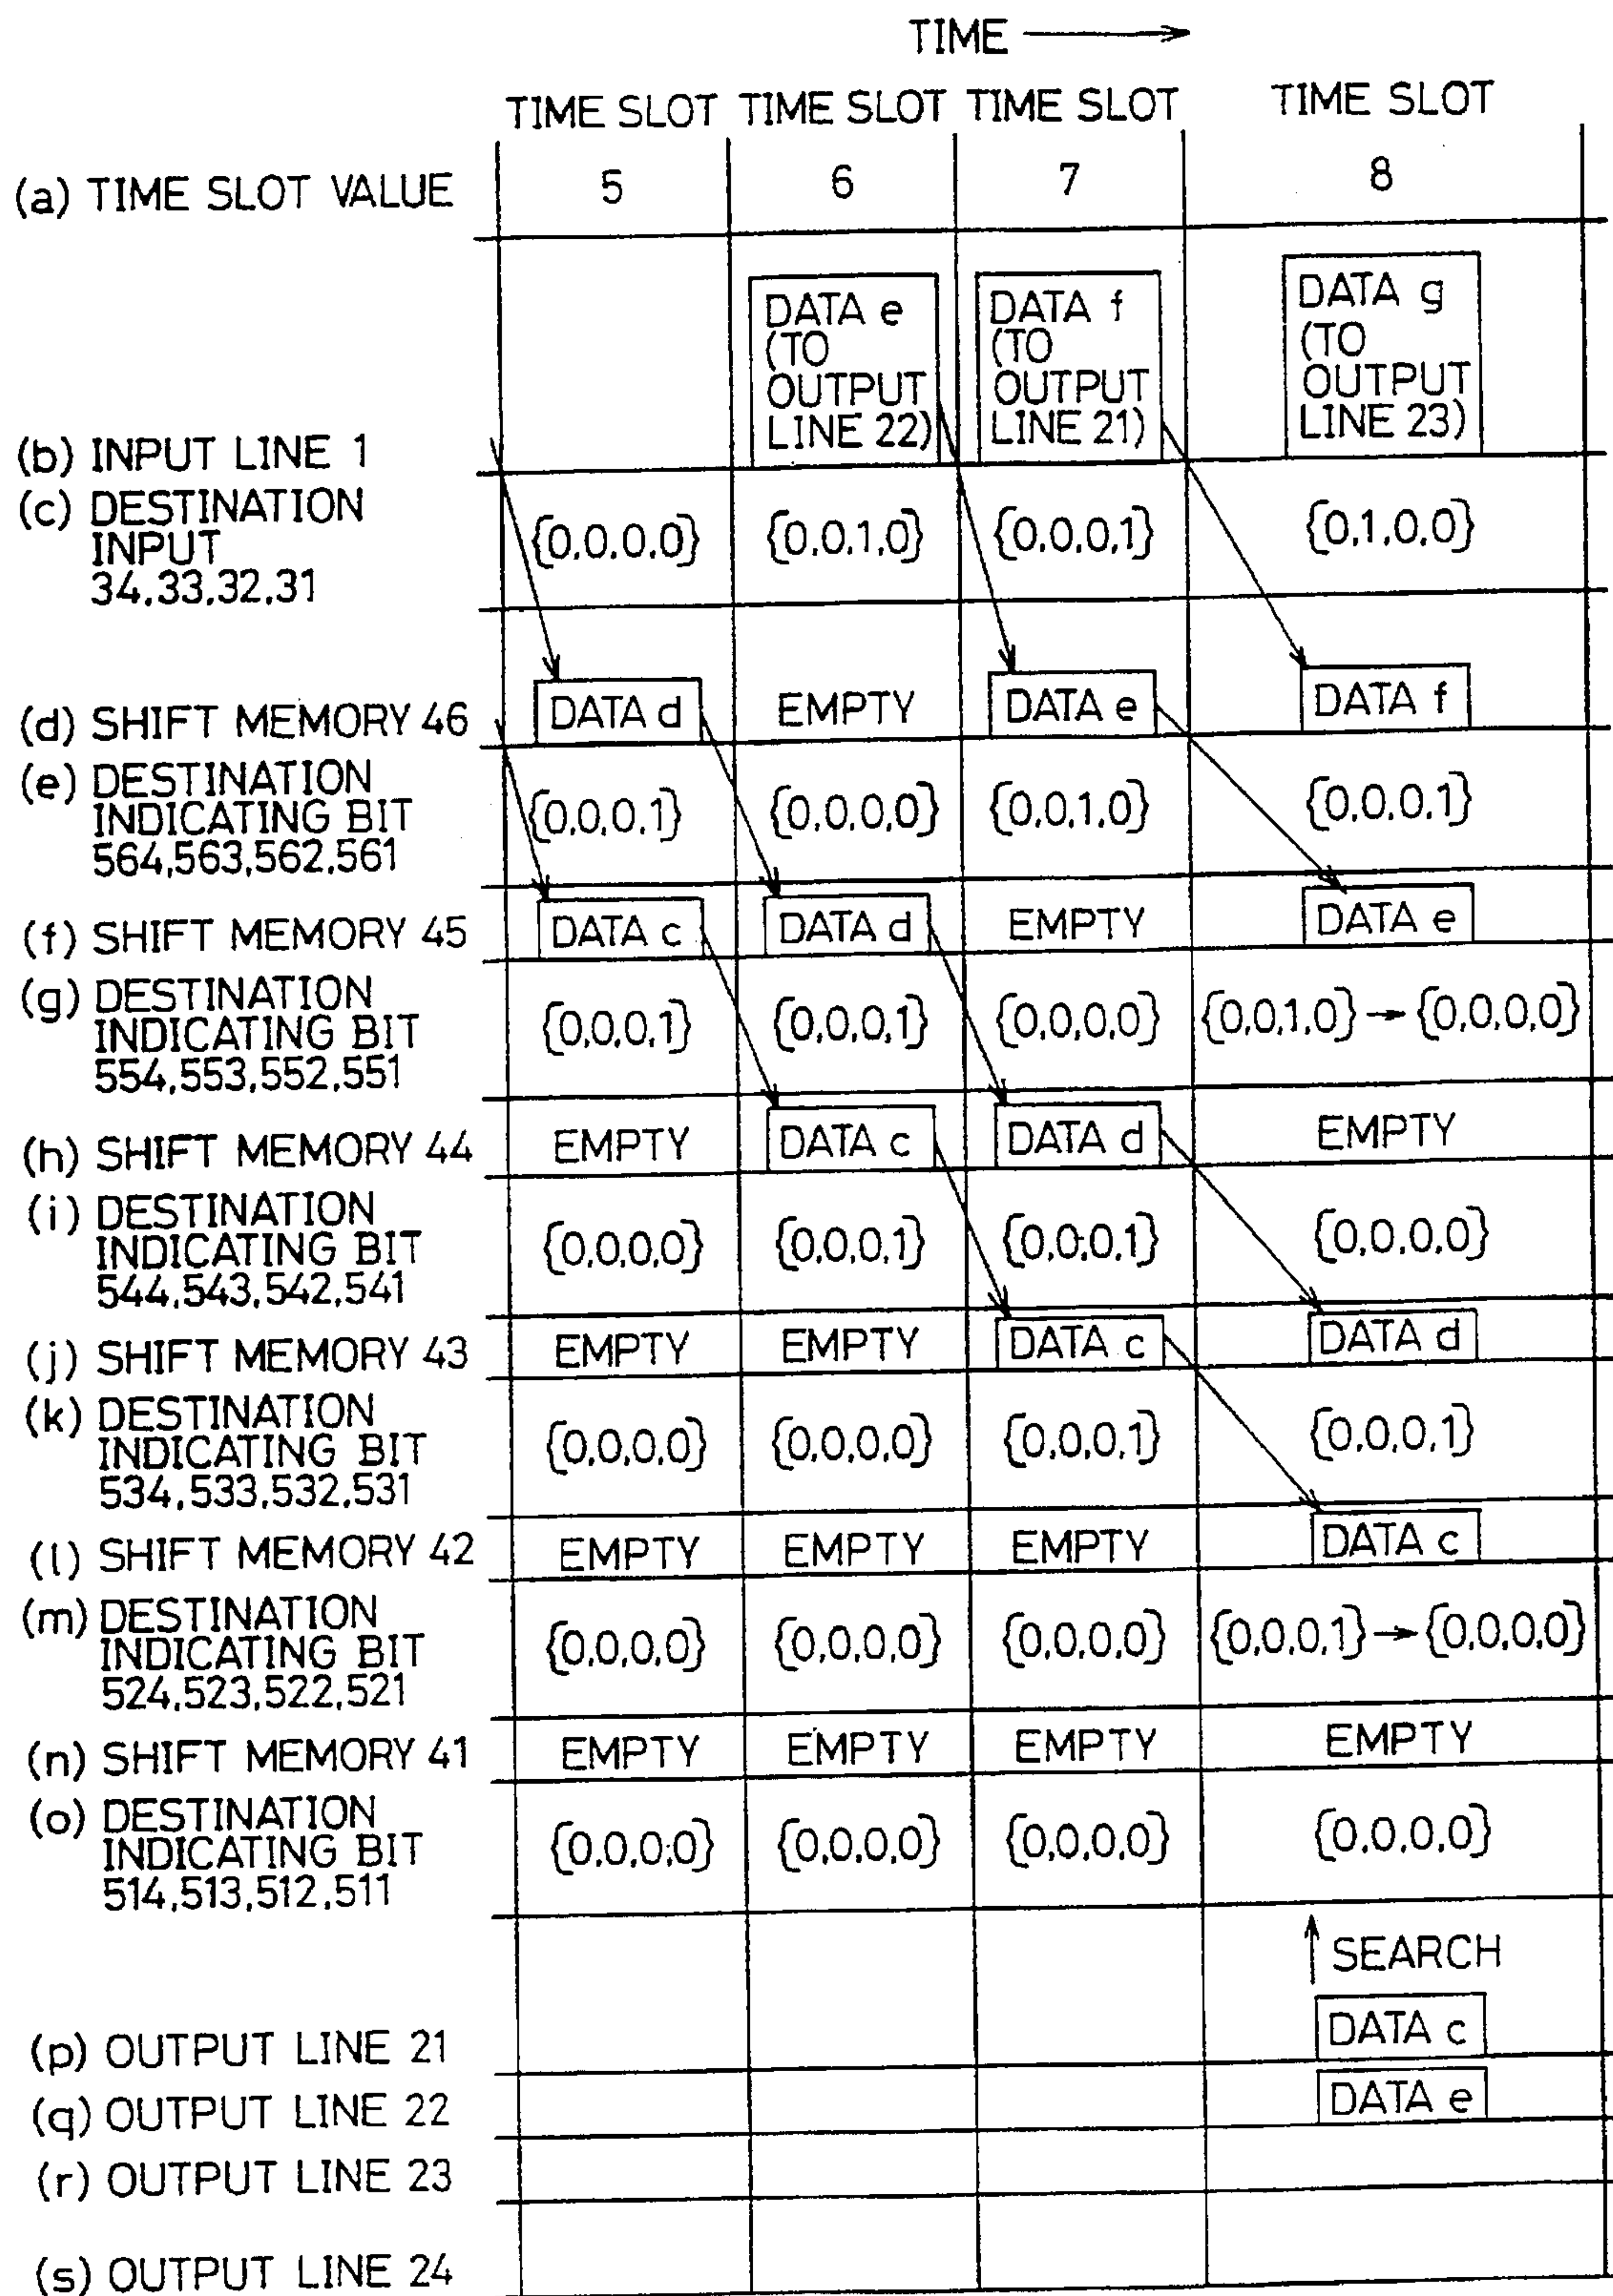 TIME
TIME SLOT TIME SLOT TIME SLOT TIME SLOT
(a) TIME SLOT VALUE 5 6 7 8
DATA e
(TO
OUTPUT
LINE 22)
DATA f
(TO
OUTPUT
LINE 21)
DATA g
(TO
OUTPUT
LINE 23)
(b) INPUT LINE 1
(c) DESTINATION
INPUT
34,33,32,31
{0,0,0,0} {0,0,1,0} {0,0,0,1} {0,1,0,0}
(d) SHIFT MEMORY 46 DATA d EMPTY DATA e DATA f
(e) DESTINATION
INDICATING BIT
564,563,562,561
{0,0,0,1} {0,0,0,0} {0,0,1,0} {0,0,0,1}
(f) SHIFT MEMORY 45 DATA c DATA d EMPTY DATA e
(g) DESTINATION
INDICATING BIT
554,553,552,551
{0,0,0,1} {0,0,0,1} {0,0,0,0} {0,0,1,0} → {0,0,0,0}
(h) SHIFT MEMORY 44 EMPTY DATA c DATA d EMPTY
(i) DESTINATION
INDICATING BIT
544,543,542,541
{0,0,0,0} {0,0,0,1} {0,0,0,1} {0,0,0,0}
(j) SHIFT MEMORY 43 EMPTY EMPTY DATA c DATA d
(k) DESTINATION
INDICATING BIT
534,533,532,531
{0,0,0,0} {0,0,0,0} {0,0,0,1} {0,0,0,1}
(l) SHIFT MEMORY 42 EMPTY EMPTY EMPTY DATA c
(m) DESTINATION
INDICATING BIT
524,523,522,521
{0,0,0,0} {0,0,0,0} {0,0,0,0} {0,0,0,1} → {0,0,0,0}
(n) SHIFT MEMORY 41 EMPTY EMPTY EMPTY EMPTY
(o) DESTINATION
INDICATING BIT
514,513,512,511
{0,0,0,0} {0,0,0,0} {0,0,0,0} {0,0,0,0}
SEARCH
(p) OUTPUT LINE 21 DATA c
(q) OUTPUT LINE 22 DATA e
(r) OUTPUT LINE 23
(s) OUTPUT LINE 24